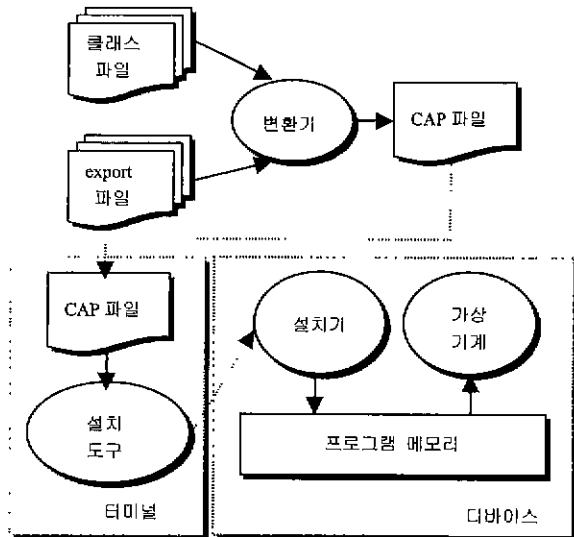 클래스
파일
변환기
CAP 파일
export
파일
CAP 파일
설치기
가상
기계
설치
도구
프로그램 메모리
터미널
디바이스